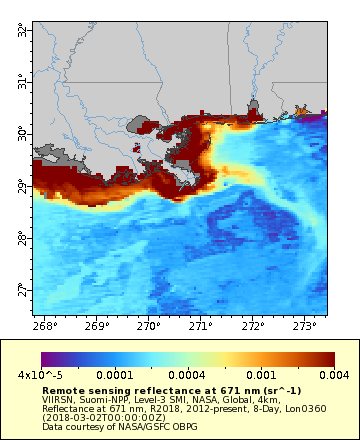 32°
31°
30°
29°
28°
27°
268° 269° 270° 271° 272° 273°
4x10^-5 0.0001 0.0004 0.001 0.004
Remote sensing reflectance at 671 nm (sr^-1)
VIIRSN, Suomi-NPP, Level-3 SMI, NASA, Global, 4km,
Reflectance at 671 nm, R2018, 2012-present, 8-Day, Lon0360
(2018-03-02T00:00:00Z)
Data courtesy of NASA/GSFC OBPG